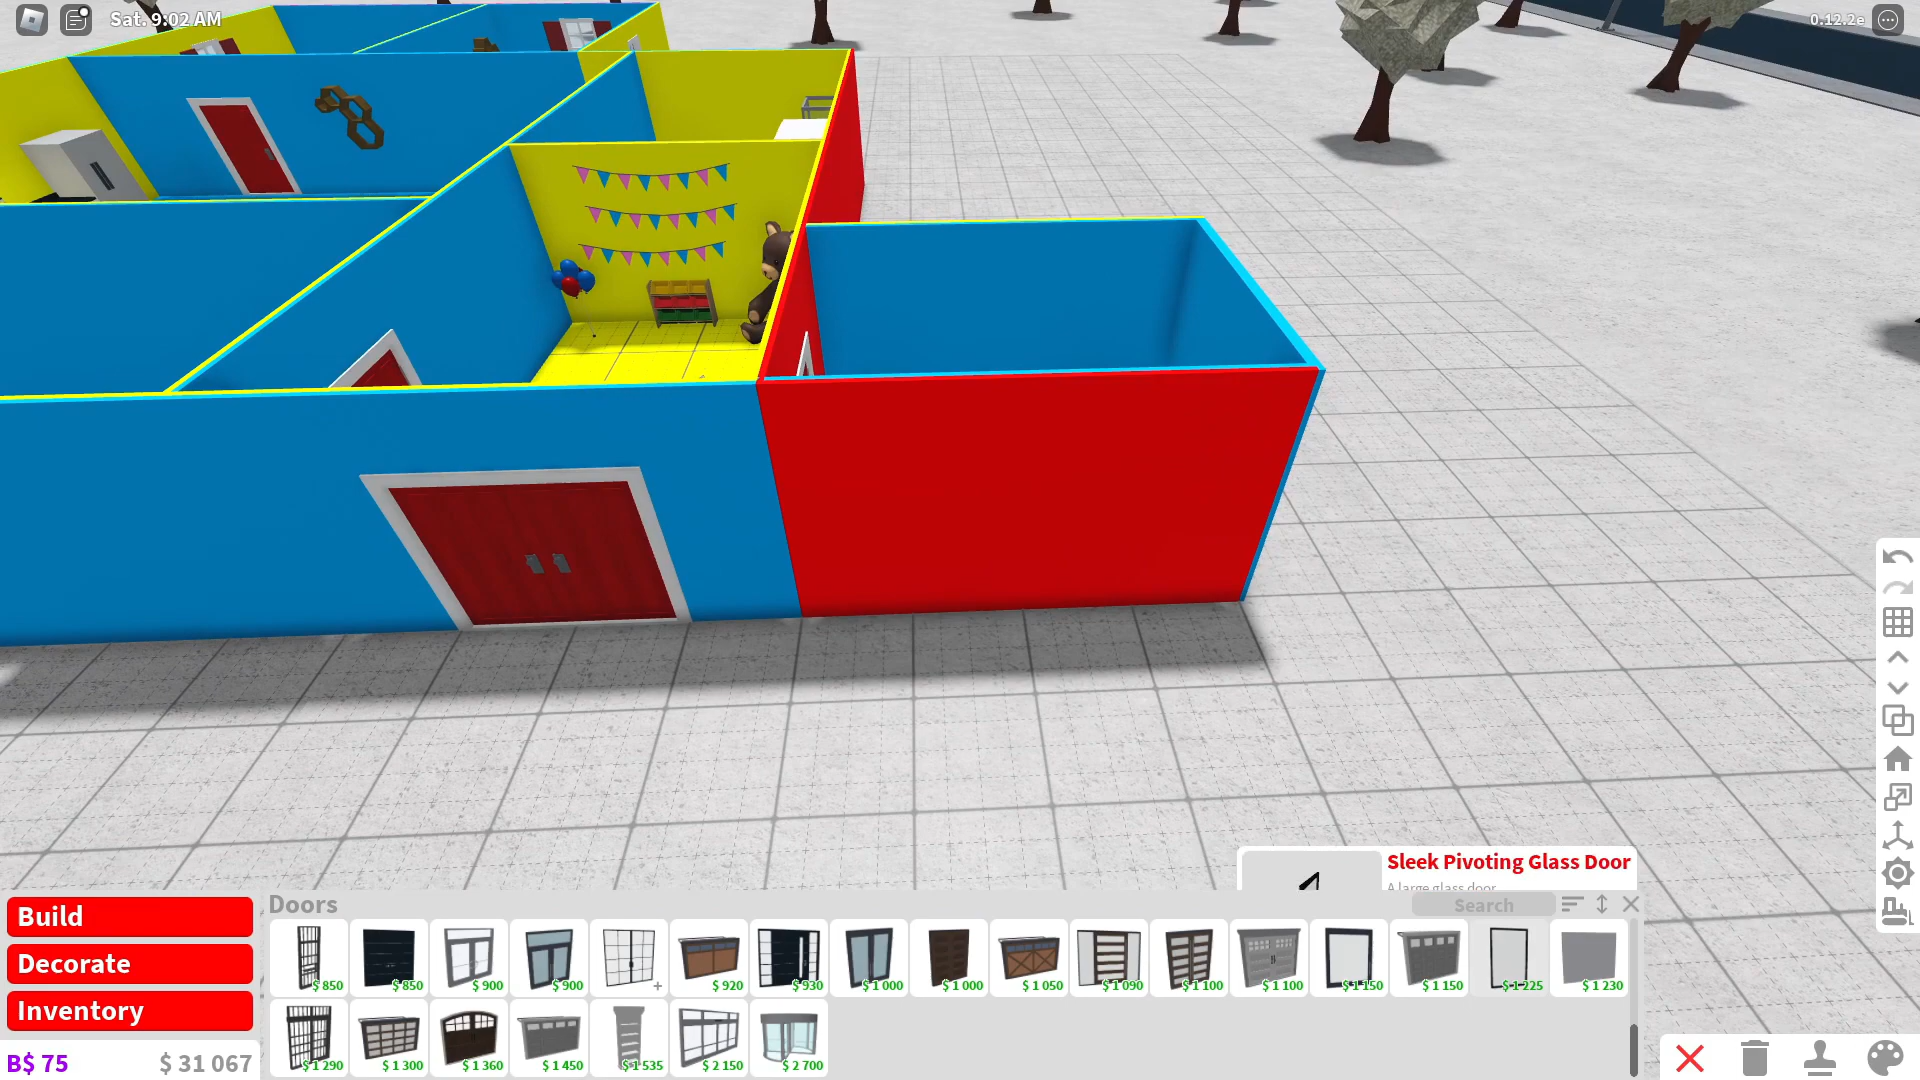 Sat. 9:02 AM
0.12.2e
Sleek Pivoting Glass Door
A large glass door
Doors
Search
Build
Decorate
Inventory
B$ 75
$ 31 067
$ 850
$ 850
$ 900
$ 900
+
$ 920
$ 930
$ 1 000
$ 1 000
$ 1 050
$ 1 090
$ 1 100
$ 1 100
$ 1 150
$ 1 150
$ 1 225
$ 1 230
$ 1 290
$ 1 300
$ 1 360
$ 1 450
$ 1 535
$ 2 150
$ 2 700